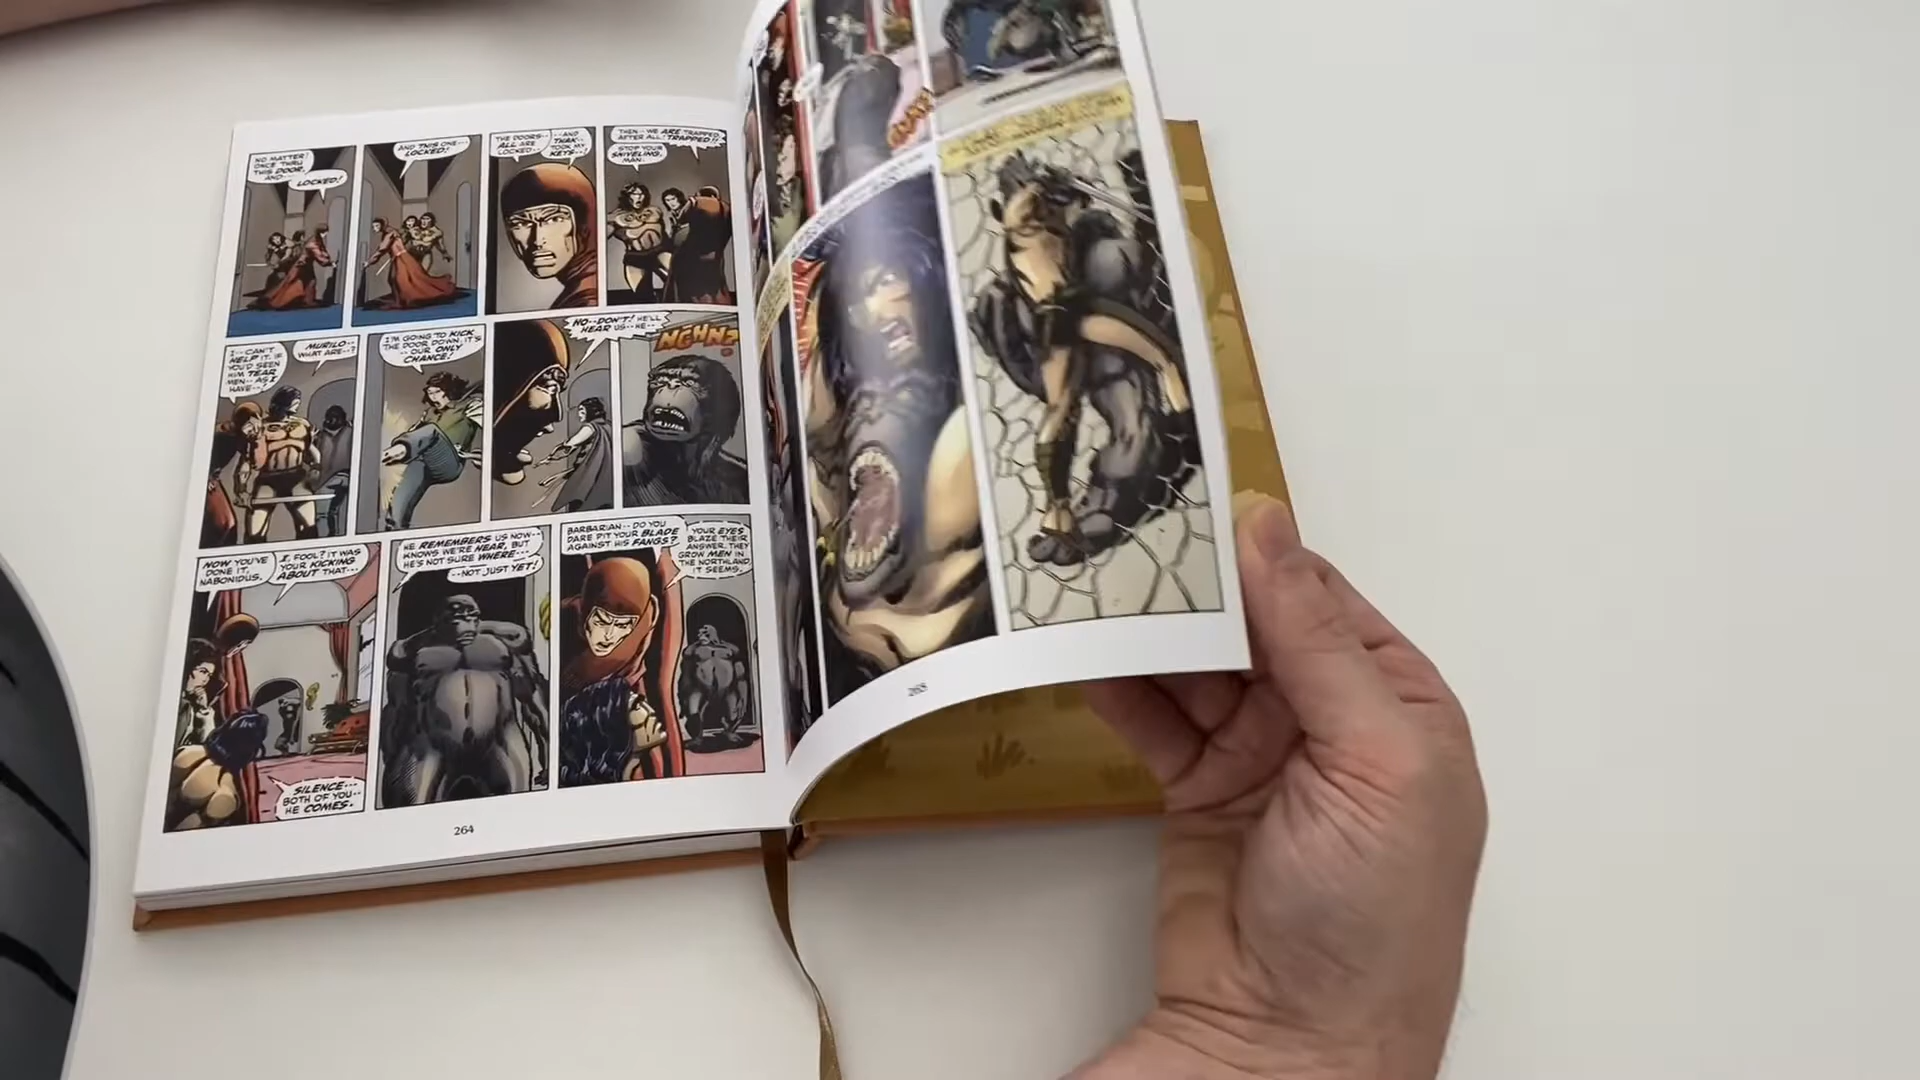 NO MATTER!
ONCE THRU
THIS DOOR,
AND--
LOCKED!
AND THIS ONE--
LOCKED!
THE DOORS--
ALL ARE
LOCKED--
--AND
THAK--
TOOK MY
KEYS--!
THEN--WE ARE TRAPPED
AFTER ALL! TRAPPED!!
STOP YOUR
SNIVELING,
MAN.
I--CAN'T
HELP IT. IF
YOU'D SEEN
HIM TEAR
MEN--AS I
HAVE--!
MURILO--
WHAT ARE--?
I'M GOING TO KICK
THE DOOR DOWN. IT'S
--OUR ONLY
CHANCE!
NO--DON'T! HE'LL
HEAR US--HE--
NGHN?
NOW YOU'VE
DONE IT,
NABONIDUS.
I, FOOL? IT WAS
YOUR KICKING
ABOUT THAT--
SILENCE--
BOTH OF YOU--
HE COMES.
HE REMEMBERS US NOW--
KNOWS WE'RE NEAR, BUT
HE'S NOT SURE WHERE--
--NOT JUST YET!
BARBARIAN--DO YOU
DARE PIT YOUR BLADE
AGAINST HIS FANGS?
YOUR EYES
BLAZE THEIR
ANSWER. THEY
GROW MEN IN
THE NORTHLAND,
IT SEEMS.
264